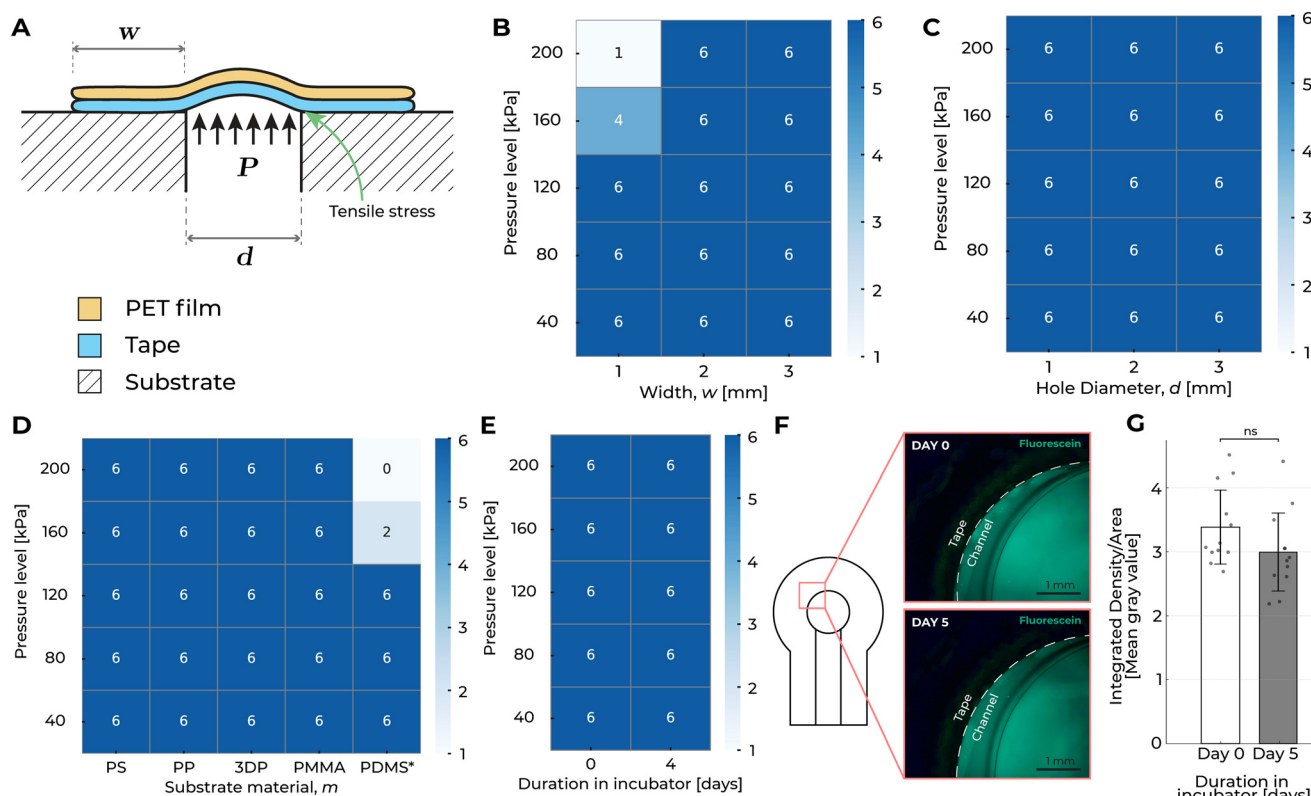 A
w
P
Tensile stress
d
PET film
Tape
Substrate
B
Pressure level [kPa]
200 1 6 6
160 4 6 6
120 6 6 6
80 6 6 6
40 6 6 6
1 2 3
Width, w [mm]
6
5
4
3
2
1
C
Pressure level [kPa]
200 6 6 6
160 6 6 6
120 6 6 6
80 6 6 6
40 6 6 6
1 2 3
Hole Diameter, d [mm]
6
5
4
3
2
1
D
Pressure level [kPa]
200 6 6 6 6 0
160 6 6 6 6 2
120 6 6 6 6 6
80 6 6 6 6 6
40 6 6 6 6 6
PS PP 3DP PMMA PDMS*
Substrate material, m
6
5
4
3
2
1
E
Pressure level [kPa]
200 6 6
160 6 6
120 6 6
80 6 6
40 6 6
0 4
Duration in incubator [days]
6
5
4
3
2
1
F
DAY 0
Fluorescein
Tape
Channel
1 mm
DAY 5
Fluorescein
Tape
Channel
1 mm
G
ns
Integrated Density/Area
[Mean gray value]
4
3
2
1
0
Day 0 Day 5
Duration in
incubator [days]